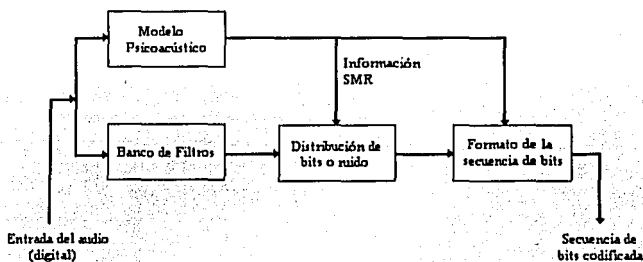 Modelo
Psicoacústico
Información
SMR
Banco de Filtros
Distribución de
bits o ruido
Formato de la
secuencia de bits
Entrada del audio
(digital)
Secuencia de
bits codificada